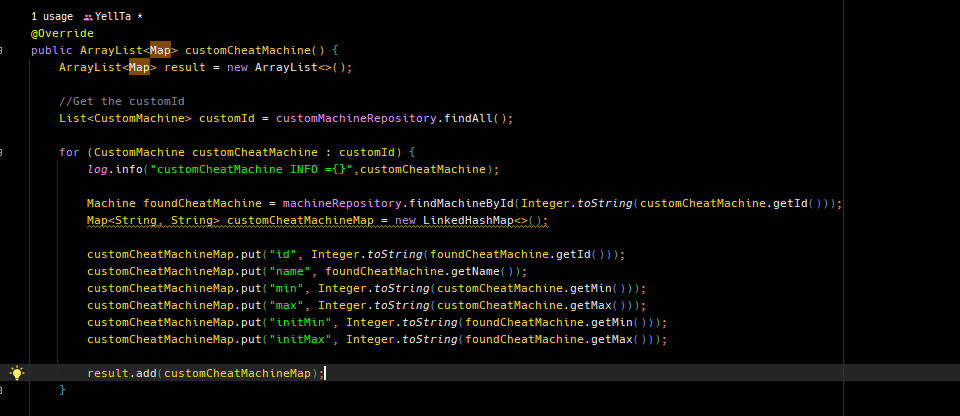 1 usage YellTa *
@Override
public ArrayList<Map> customCheatMachine() {
ArrayList<Map> result = new ArrayList<>();
//Get the customId
List<CustomMachine> customId = customMachineRepository.findAll();
for (CustomMachine customCheatMachine : customId) {
log.info("customCheatMachine INFO ={}",customCheatMachine);
Machine foundCheatMachine = machineRepository.findMachineById(Integer.toString(customCheatMachine.getId()));
Map<String, String> customCheatMachineMap = new LinkedHashMap<>();
customCheatMachineMap.put("id", Integer.toString(foundCheatMachine.getId()));
customCheatMachineMap.put("name", foundCheatMachine.getName());
customCheatMachineMap.put("min", Integer.toString(customCheatMachine.getMin()));
customCheatMachineMap.put("max", Integer.toString(customCheatMachine.getMax()));
customCheatMachineMap.put("initMin", Integer.toString(foundCheatMachine.getMin()));
customCheatMachineMap.put("initMax", Integer.toString(foundCheatMachine.getMax()));
result.add(customCheatMachineMap);
}